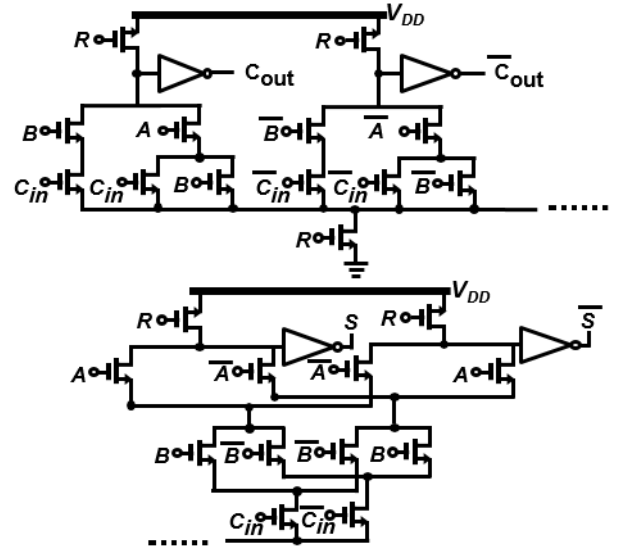 V_DD
R R
C_out C̅_out
B A B̅ A̅
C_in C_in B C̅_in C̅_in B̅
R
V_DD
R S R S̅
A A̅ A̅ A
B B̅ B̅ B
C_in C̅_in